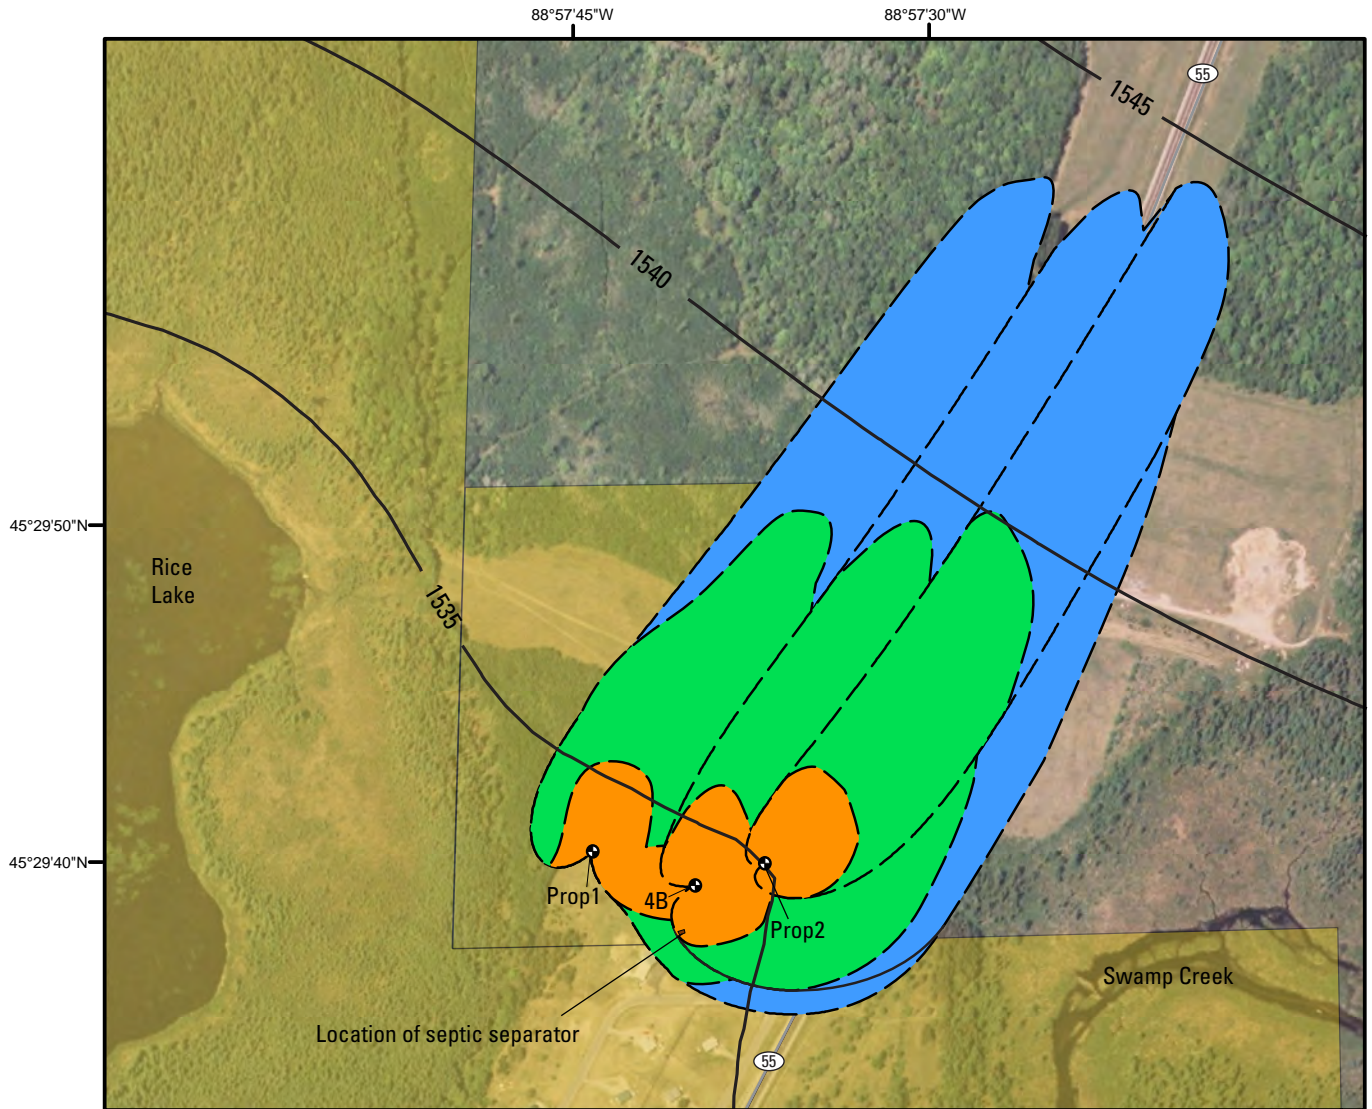 88°57'45"W
88°57'30"W
55
1545
1540
45°29'50"N
Rice
Lake
1535
45°29'40"N
Prop1
4B
Prop2
Swamp Creek
Location of septic separator
55